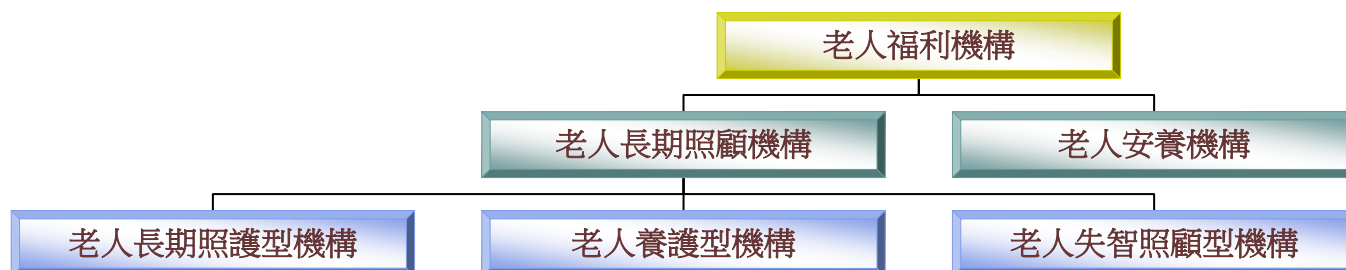 老人福利機構
老人長期照顧機構
老人安養機構
老人長期照護型機構
老人養護型機構
老人失智照顧型機構